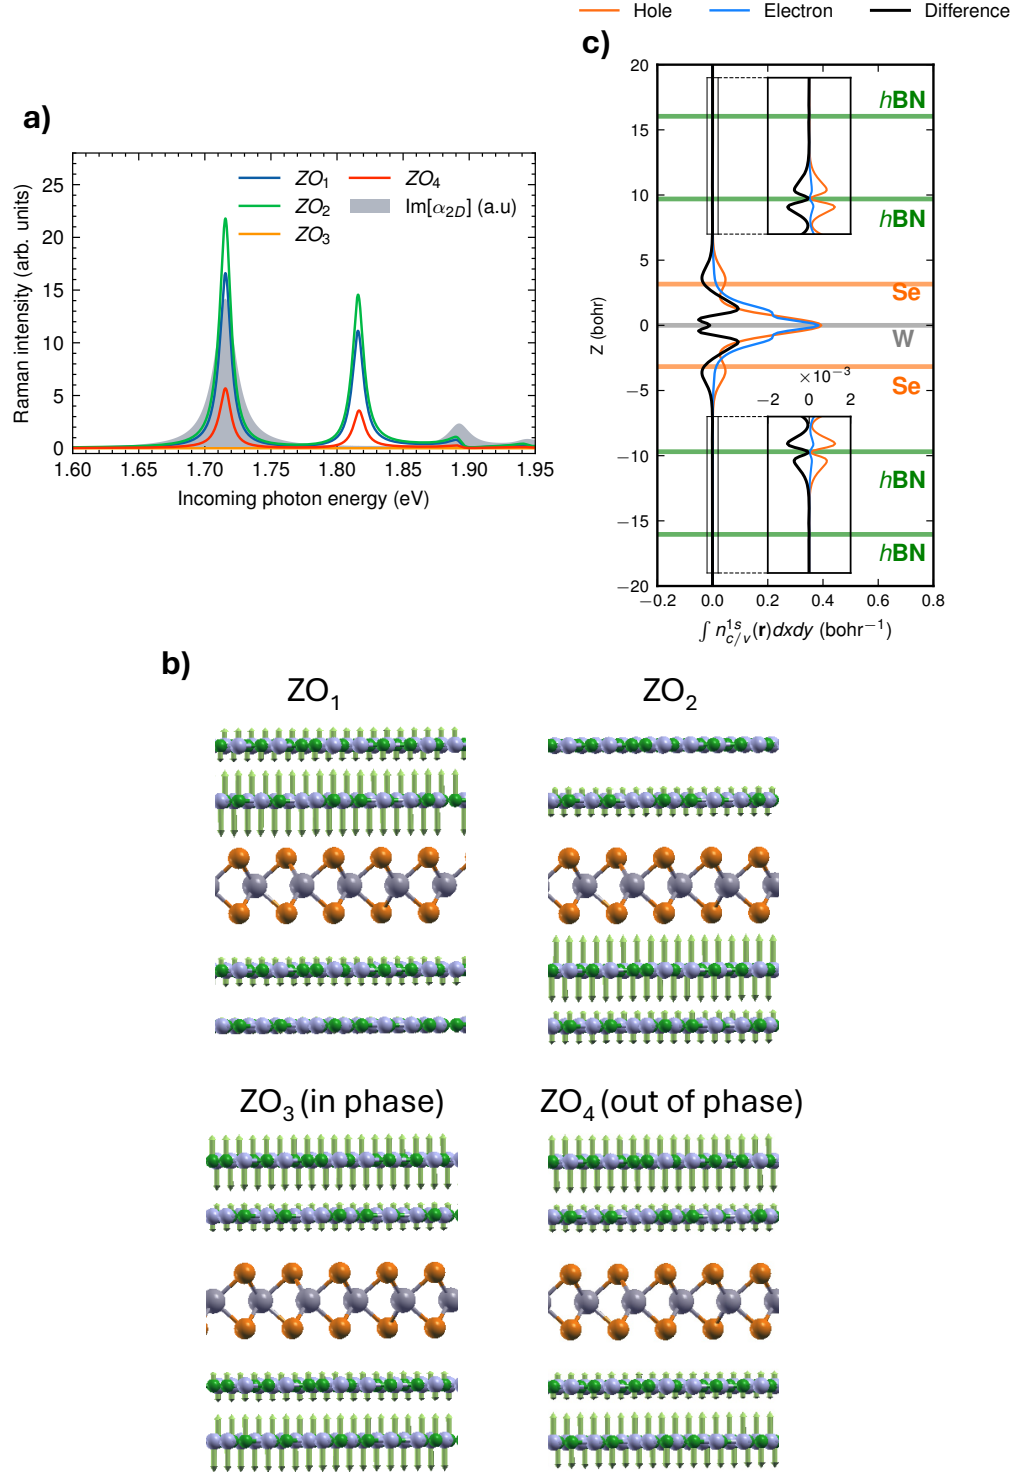 Hole Electron Difference
c)
20
15
10
5
0
−5
−10
−15
−20
Z (bohr)
hBN
hBN
Se
W
Se
×10⁻³
−2 0 2
hBN
hBN
−0.2 0.0 0.2 0.4 0.6 0.8
∫ n^{1s}_{c/v}(r)dxdy (bohr⁻¹)
a)
Raman intensity (arb. units)
25
20
15
10
5
0
ZO₁ ZO₄
ZO₂ Im[α₂D] (a.u)
ZO₃
1.60 1.65 1.70 1.75 1.80 1.85 1.90 1.95
Incoming photon energy (eV)
b)
ZO₁ ZO₂
ZO₃ (in phase) ZO₄ (out of phase)